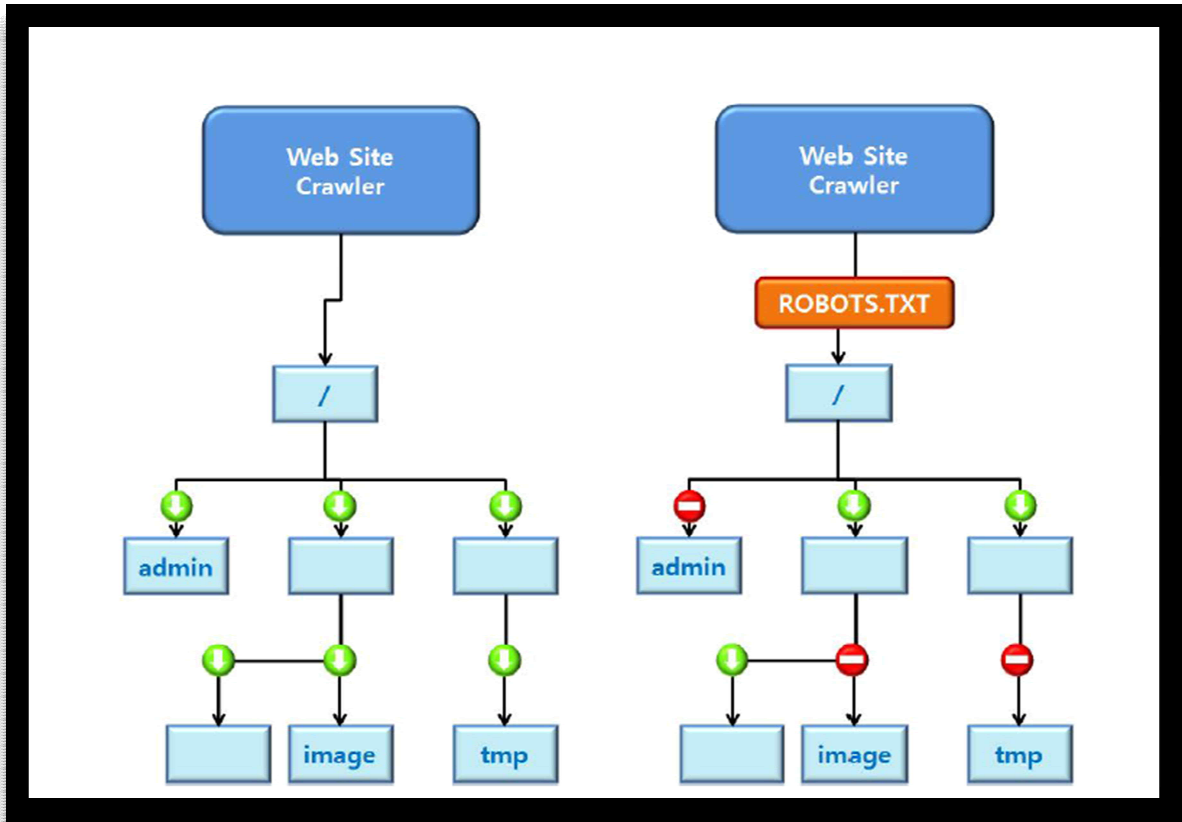 Web Site
Crawler
/
admin
image
tmp
Web Site
Crawler
ROBOTS.TXT
/
admin
image
tmp